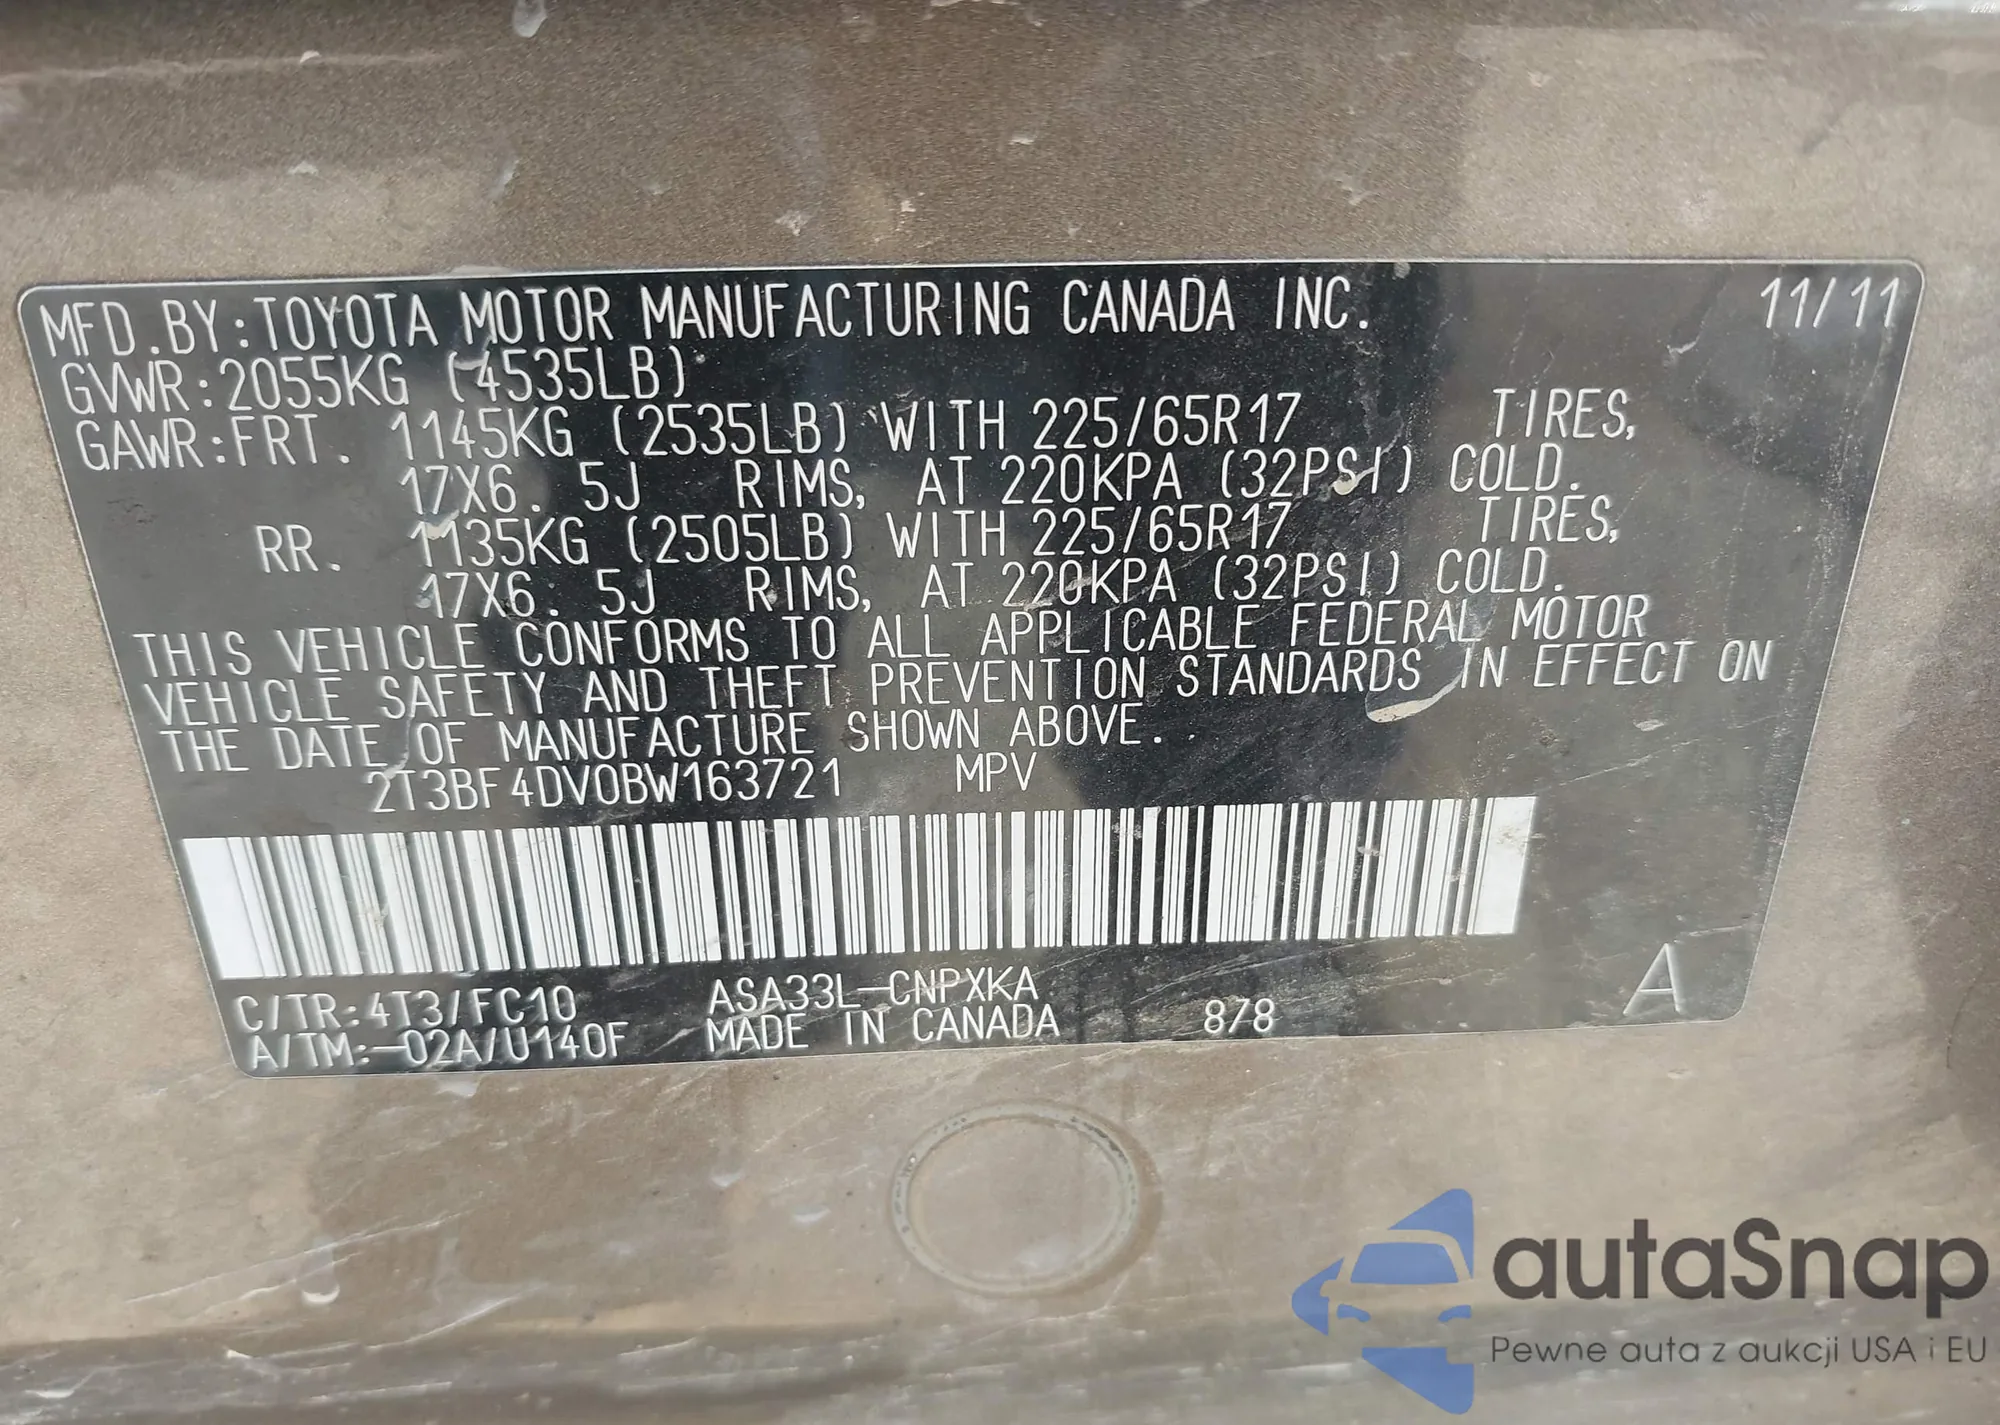 MFD.BY:TOYOTA MOTOR MANUFACTURING CANADA INC. 11/11
GVWR:2055KG (4535LB)
GAWR:FRT. 1145KG (2535LB) WITH 225/65R17 TIRES,
17X6.5J RIMS, AT 220KPA (32PSI) COLD.
RR. 1135KG (2505LB) WITH 225/65R17 TIRES,
17X6.5J RIMS, AT 220KPA (32PSI) COLD.
THIS VEHICLE CONFORMS TO ALL APPLICABLE FEDERAL MOTOR
VEHICLE SAFETY AND THEFT PREVENTION STANDARDS IN EFFECT ON
THE DATE OF MANUFACTURE SHOWN ABOVE.
2T3BF4DV0BW163721 MPV
C/TR:4T3/FC10 ASA33L-CNPXKA
A/TM:-02A/U140F MADE IN CANADA 878 A
autaSnap
Pewne auta z aukcji USA i EU